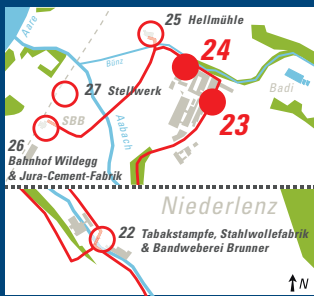 25 Hellmühle
Aare
Bünz
24
Badi
27 Stellwerk
SBB
23
Aabach
26
Bahnhof Wildegg
& Jura-Cement-Fabrik
Niederlenz
22 Tabakstampfe, Stahlwollefabrik
& Bandweberei Brunner
N